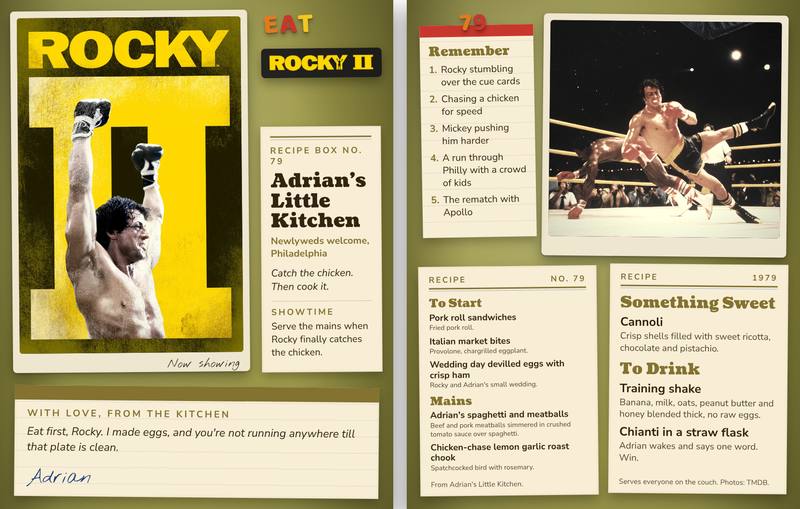 ROCKY
II
Now showing
EAT
ROCKY II
RECIPE BOX NO.
79
Adrian's
Little
Kitchen
Newlyweds welcome,
Philadelphia
Catch the chicken.
Then cook it.
SHOWTIME
Serve the mains when
Rocky finally catches
the chicken.
WITH LOVE, FROM THE KITCHEN
Eat first, Rocky. I made eggs, and you're not running anywhere till
that plate is clean.
Adrian
79
Remember
1. Rocky stumbling
over the cue cards
2. Chasing a chicken
for speed
3. Mickey pushing
him harder
4. A run through
Philly with a crowd
of kids
5. The rematch with
Apollo
RECIPE NO. 79
To Start
Pork roll sandwiches
Fried pork roll.
Italian market bites
Provolone, chargrilled eggplant.
Wedding day devilled eggs with
crisp ham
Rocky and Adrian's small wedding.
Mains
Adrian's spaghetti and meatballs
Beef and pork meatballs simmered in crushed
tomato sauce over spaghetti.
Chicken-chase lemon garlic roast
chook
Spatchcocked bird with rosemary.
From Adrian's Little Kitchen.
RECIPE 1979
Something Sweet
Cannoli
Crisp shells filled with sweet ricotta,
chocolate and pistachio.
To Drink
Training shake
Banana, milk, oats, peanut butter and
honey blended thick, no raw eggs.
Chianti in a straw flask
Adrian wakes and says one word.
Win.
Serves everyone on the couch. Photos: TMDB.